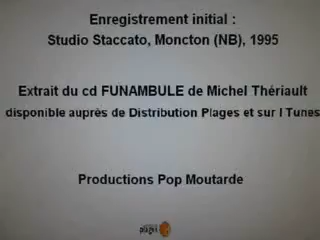 Enregistrement initial :
Studio Staccato, Moncton (NB), 1995
Extrait du cd FUNAMBULE de Michel Thériault
disponible auprès de Distribution Plages et sur I Tunes
Productions Pop Moutarde